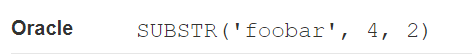 Oracle SUBSTR('foobar', 4, 2)